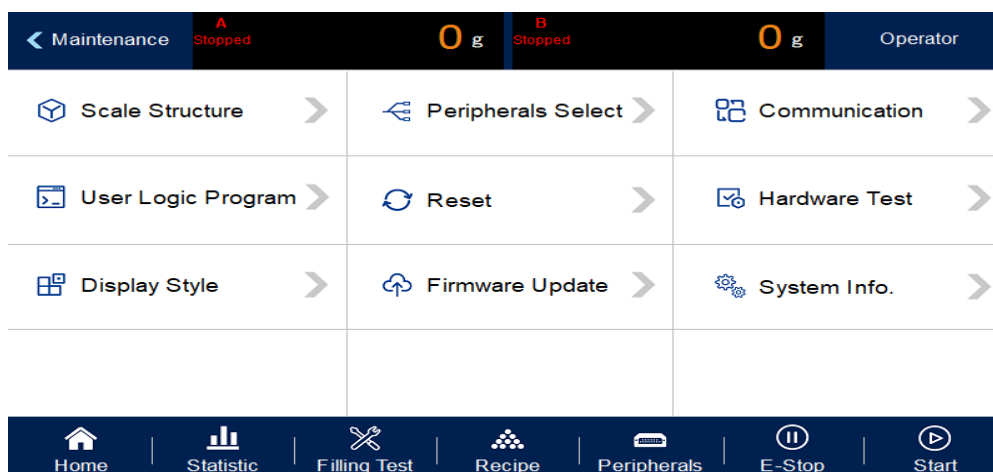 Maintenance
A
Stopped
0 g
B
Stopped
0 g
Operator
Scale Structure
Peripherals Select
Communication
User Logic Program
Reset
Hardware Test
Display Style
Firmware Update
System Info.
Home
Statistic
Filling Test
Recipe
Peripherals
E-Stop
Start